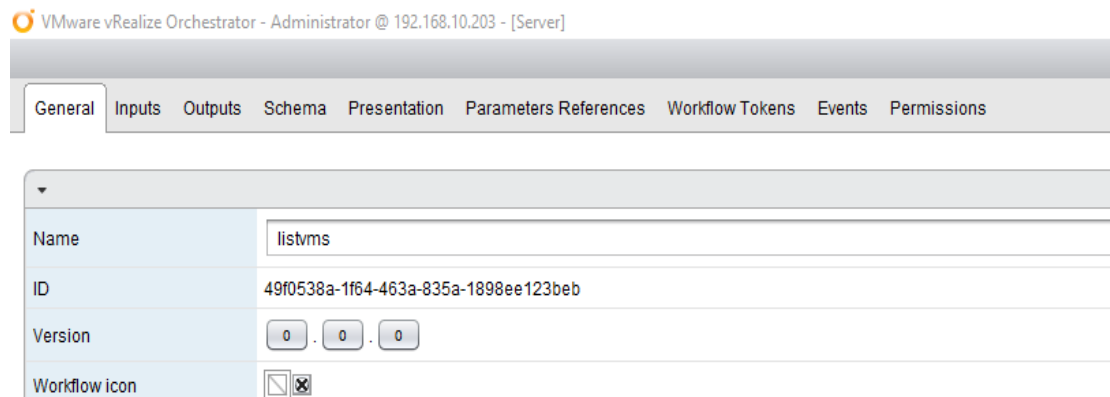 VMware vRealize Orchestrator - Administrator @ 192.168.10.203 - [Server]
General Inputs Outputs Schema Presentation Parameters References Workflow Tokens Events Permissions
Name listvms
ID 49f0538a-1f64-463a-835a-1898ee123beb
Version 0 . 0 . 0
Workflow icon